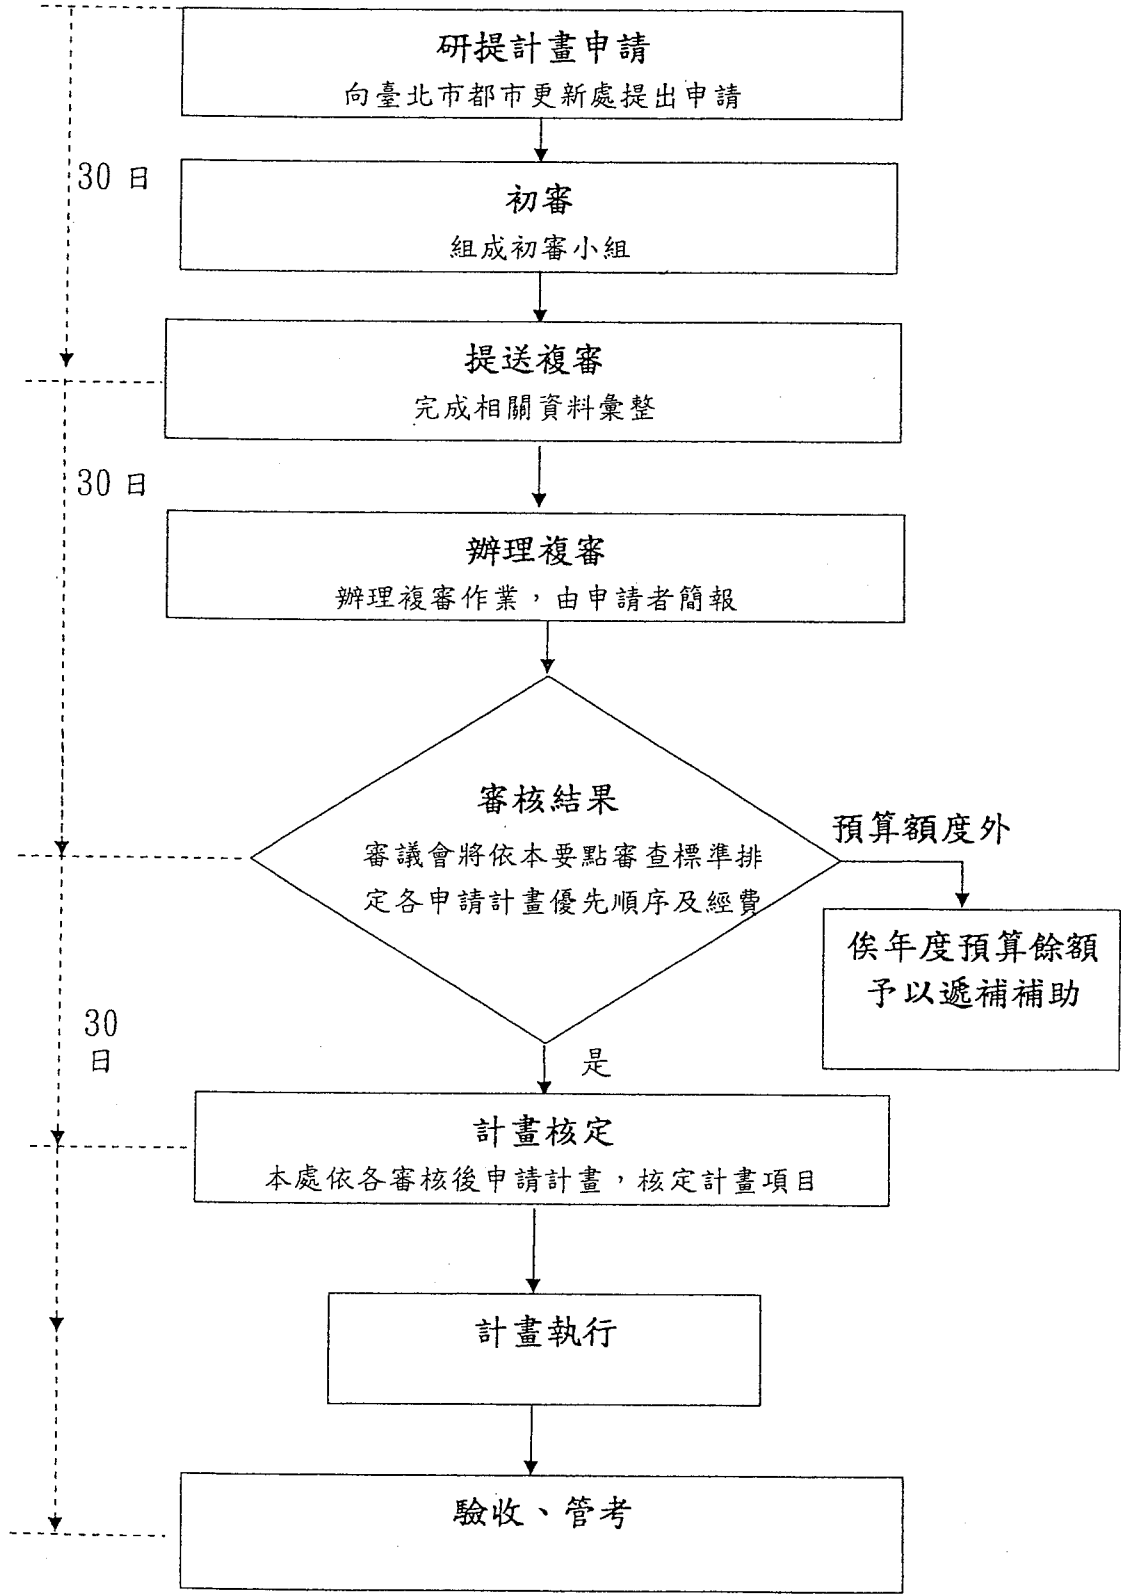 研提計畫申請
向臺北市都市更新處提出申請
30 日
初審
組成初審小組
提送複審
完成相關資料彙整
30 日
辦理複審
辦理複審作業，由申請者簡報
審核結果
審議會將依本要點審查標準排
定各申請計畫優先順序及經費
預算額度外
俟年度預算餘額
予以遞補補助
30
日
是
計畫核定
本處依各審核後申請計畫，核定計畫項目
計畫執行
驗收、管考